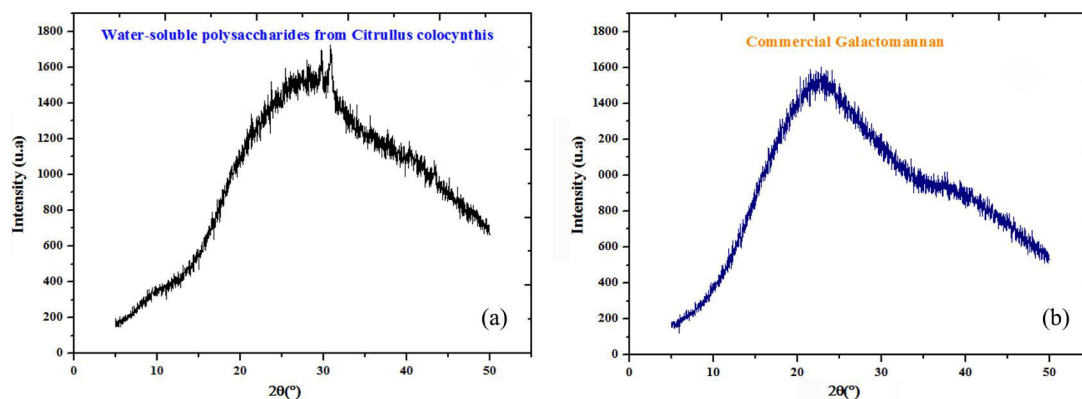 Water-soluble polysaccharides from Citrullus colocynthis
1800
1600
1400
1200
1000
800
600
400
200
0
Intensity (u.a)
0 10 20 30 40 50
2θ(°)
(a)
Commercial Galactomannan
1800
1600
1400
1200
000
800
600
400
200
0
Intensity (u.a)
0 10 20 30 40 50
2θ(°)
(b)